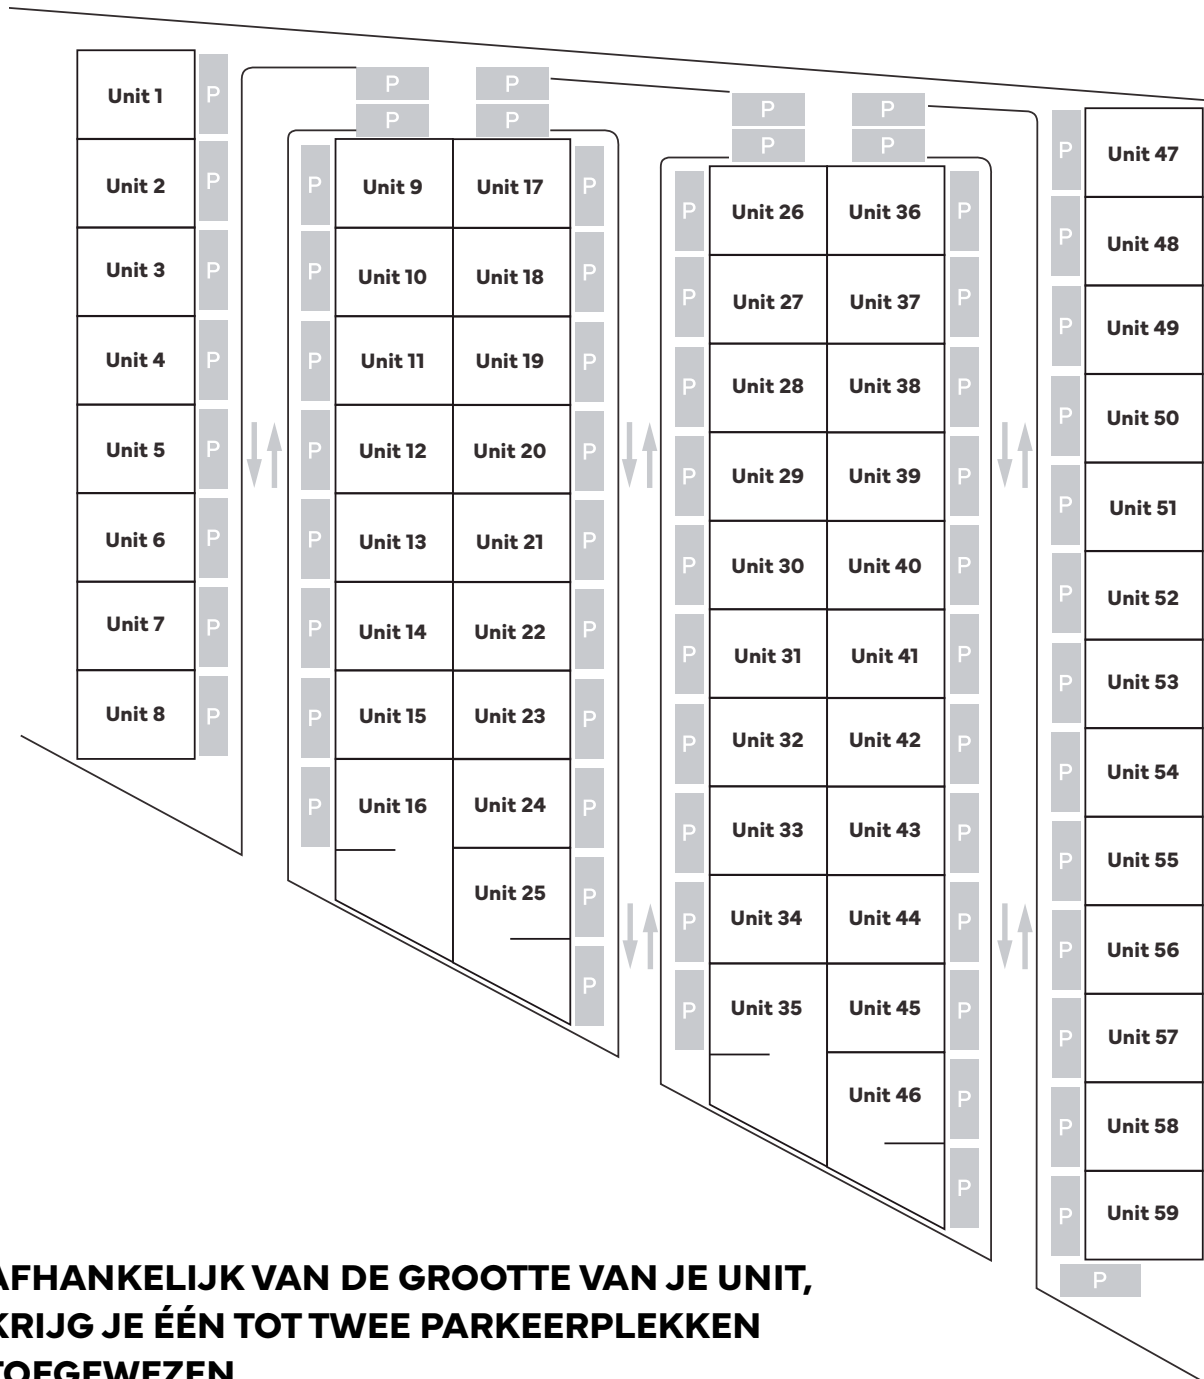 Unit 1 P
Unit 2 P
Unit 3 P
Unit 4 P
Unit 5 P
Unit 6 P
Unit 7 P
Unit 8 P
P P
P P
P Unit 9 Unit 17 P
P Unit 10 Unit 18 P
P Unit 11 Unit 19 P
P Unit 12 Unit 20 P
P Unit 13 Unit 21 P
P Unit 14 Unit 22 P
P Unit 15 Unit 23 P
P Unit 16 Unit 24 P
Unit 25 P
P
P P
P P
P Unit 26 Unit 36 P
P Unit 27 Unit 37 P
P Unit 28 Unit 38 P
P Unit 29 Unit 39 P
P Unit 30 Unit 40 P
P Unit 31 Unit 41 P
P Unit 32 Unit 42 P
P Unit 33 Unit 43 P
P Unit 34 Unit 44 P
P Unit 35 Unit 45 P
Unit 46 P
P
P Unit 47
P Unit 48
P Unit 49
P Unit 50
P Unit 51
P Unit 52
P Unit 53
P Unit 54
P Unit 55
P Unit 56
P Unit 57
P Unit 58
P Unit 59
P
AFHANKELIJK VAN DE GROOTTE VAN JE UNIT,
KRIJG JE ÉÉN TOT TWEE PARKEERPLEKKEN
TOEGEWEZEN